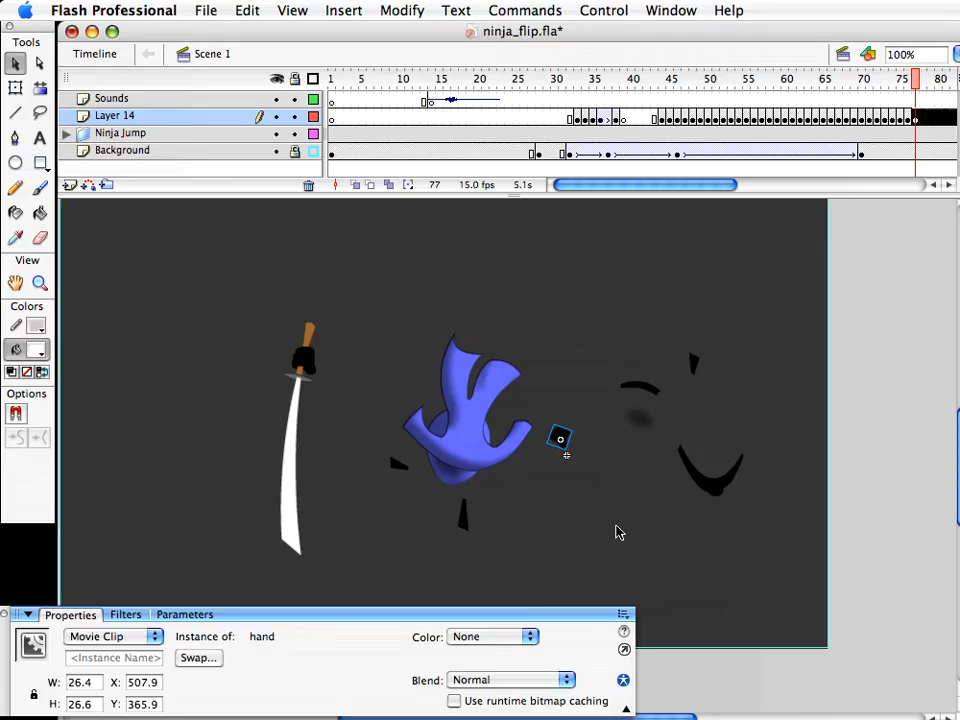 Flash Professional File Edit View Insert Modify Text Commands Control Window Help
Tools
ninja_flip.fla*
Timeline Scene 1 100%
1 5 10 15 20 25 30 35 40 45 50 55 60 65 70 75 80
Sounds
Layer 14
Ninja Jump
Background
77 15.0 fps 5.1s
A
View
Colors
Options
Properties Filters Parameters
Movie Clip Instance of: hand Color: None
<Instance Name> Swap...
W: 26.4 X: 507.9 Blend: Normal
H: 26.6 Y: 365.9 Use runtime bitmap caching